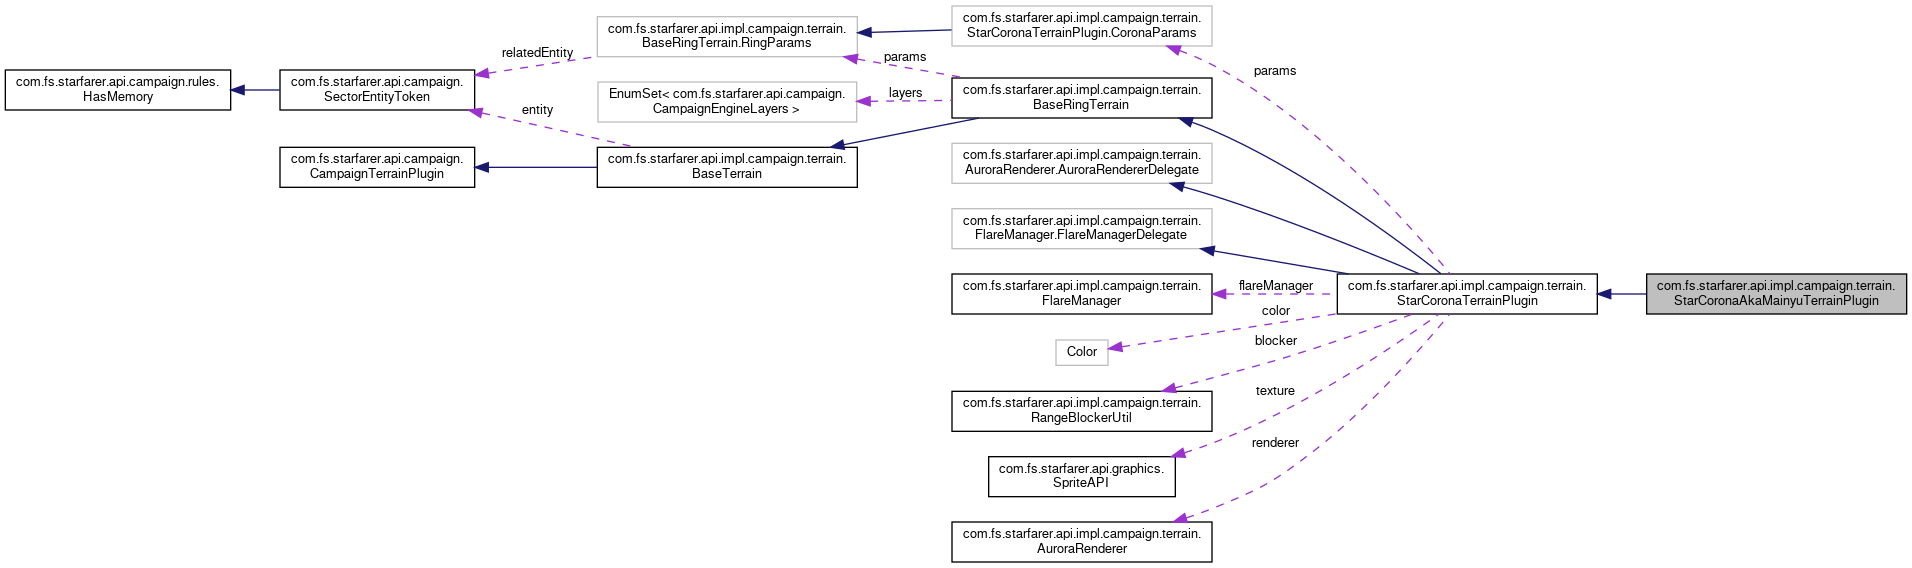 com.fs.starfarer.api.campaign.rules.
HasMemory
com.fs.starfarer.api.campaign.
SectorEntityToken
com.fs.starfarer.api.campaign.
CampaignTerrainPlugin
relatedEntity
entity
com.fs.starfarer.api.impl.campaign.terrain.
BaseRingTerrain.RingParams
EnumSet< com.fs.starfarer.api.campaign.
CampaignEngineLayers >
com.fs.starfarer.api.impl.campaign.terrain.
BaseTerrain
params
layers
com.fs.starfarer.api.impl.campaign.terrain.
StarCoronaTerrainPlugin.CoronaParams
com.fs.starfarer.api.impl.campaign.terrain.
BaseRingTerrain
com.fs.starfarer.api.impl.campaign.terrain.
AuroraRenderer.AuroraRendererDelegate
com.fs.starfarer.api.impl.campaign.terrain.
FlareManager.FlareManagerDelegate
com.fs.starfarer.api.impl.campaign.terrain.
FlareManager
Color
com.fs.starfarer.api.impl.campaign.terrain.
RangeBlockerUtil
com.fs.starfarer.api.graphics.
SpriteAPI
com.fs.starfarer.api.impl.campaign.terrain.
AuroraRenderer
params
flareManager
color
blocker
texture
renderer
com.fs.starfarer.api.impl.campaign.terrain.
StarCoronaTerrainPlugin
com.fs.starfarer.api.impl.campaign.terrain.
StarCoronaAkaMainyuTerrainPlugin